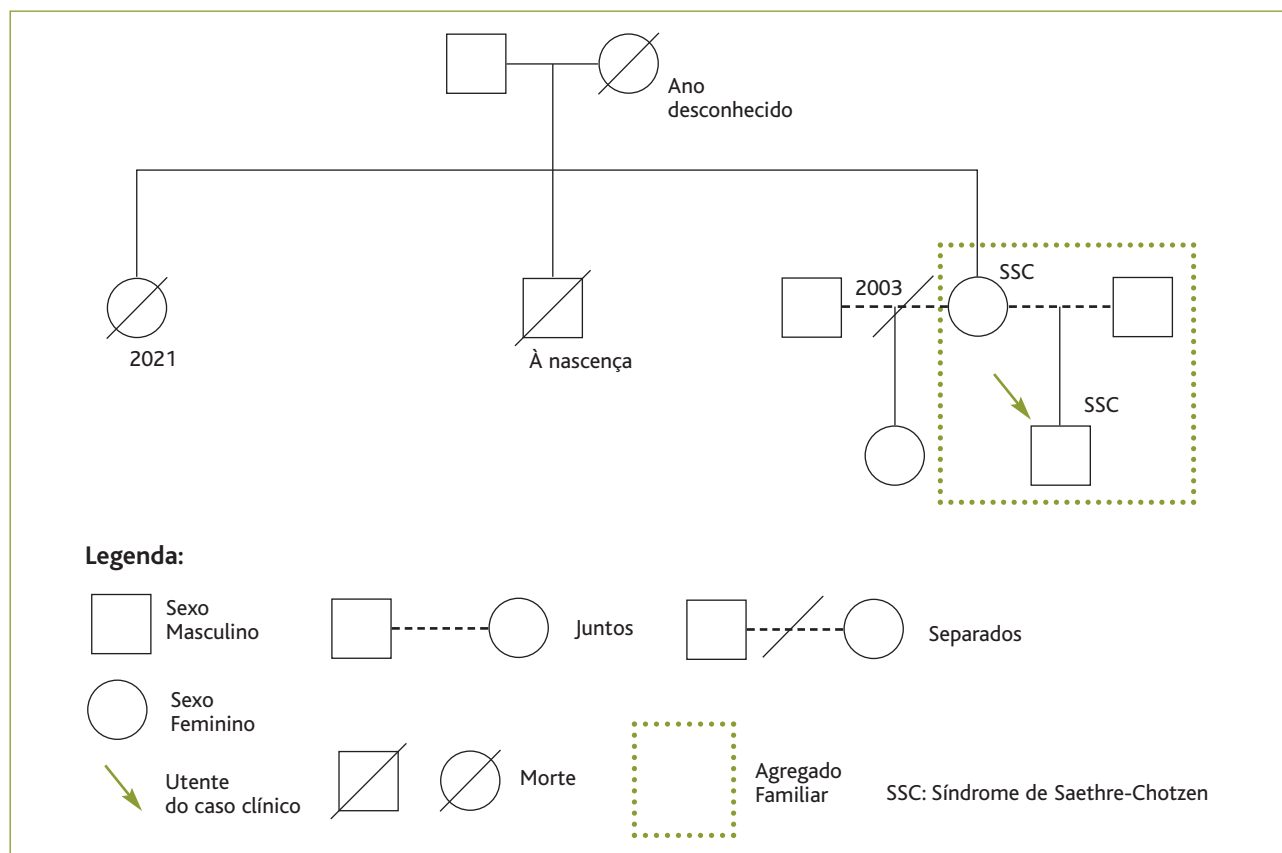 Ano
desconhecido
2003
SSC
2021
À nascença
SSC
Legenda:
Sexo
Masculino
Juntos
Separados
Sexo
Feminino
Utente
do caso clínico
Morte
Agregado
Familiar
SSC: Síndrome de Saethre-Chotzen